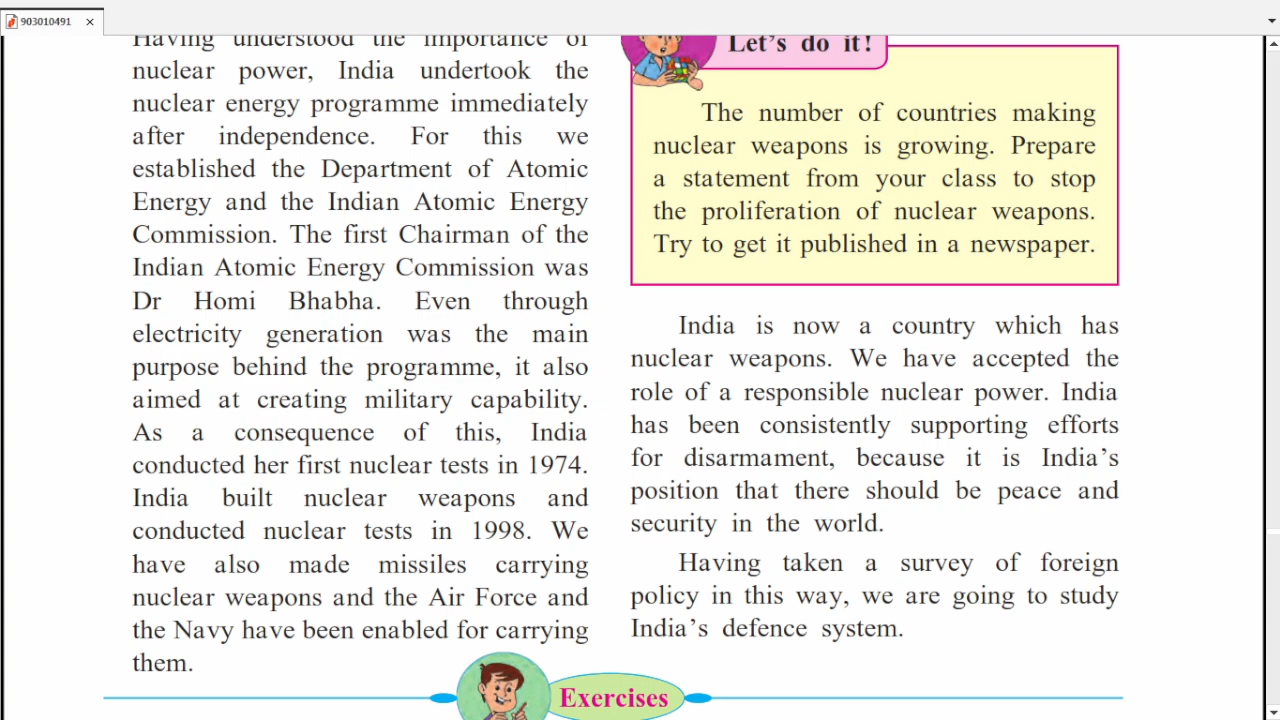 903010491
Having understood the importance of
nuclear power, India undertook the
nuclear energy programme immediately
after independence. For this we
established the Department of Atomic
Energy and the Indian Atomic Energy
Commission. The first Chairman of the
Indian Atomic Energy Commission was
Dr Homi Bhabha. Even through
electricity generation was the main
purpose behind the programme, it also
aimed at creating military capability.
As a consequence of this, India
conducted her first nuclear tests in 1974.
India built nuclear weapons and
conducted nuclear tests in 1998. We
have also made missiles carrying
nuclear weapons and the Air Force and
the Navy have been enabled for carrying
them.
Let's do it!
The number of countries making
nuclear weapons is growing. Prepare
a statement from your class to stop
the proliferation of nuclear weapons.
Try to get it published in a newspaper.
India is now a country which has
nuclear weapons. We have accepted the
role of a responsible nuclear power. India
has been consistently supporting efforts
for disarmament, because it is India's
position that there should be peace and
security in the world.
Having taken a survey of foreign
policy in this way, we are going to study
India's defence system.
Exercises